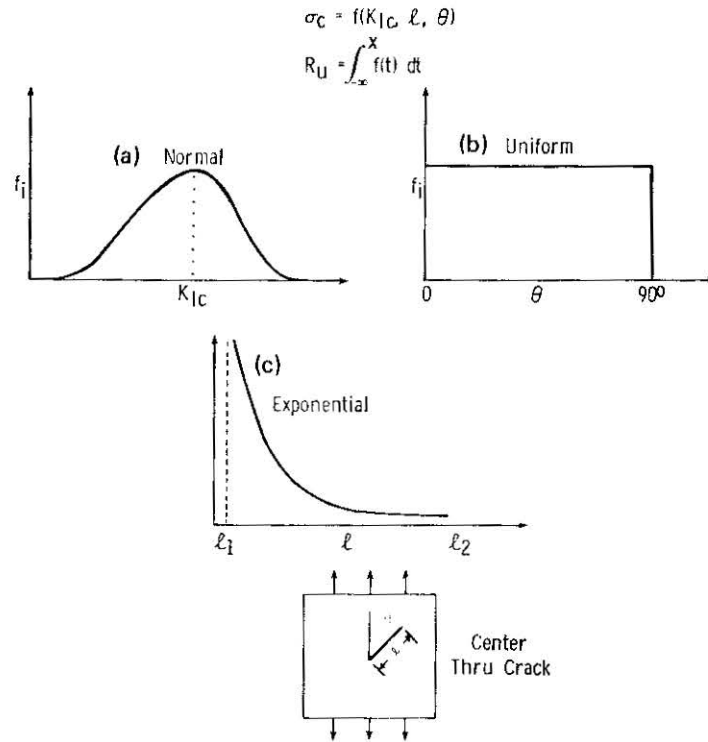 σc = f(KIc, ℓ, θ)
Ru = ∫_{-∞}^{x} f(t) dt
(a) Normal
fi
KIc
(b) Uniform
fi
0 θ 90º
(c)
Exponential
ℓ1 ℓ ℓ2
ℓ
Center
Thru Crack